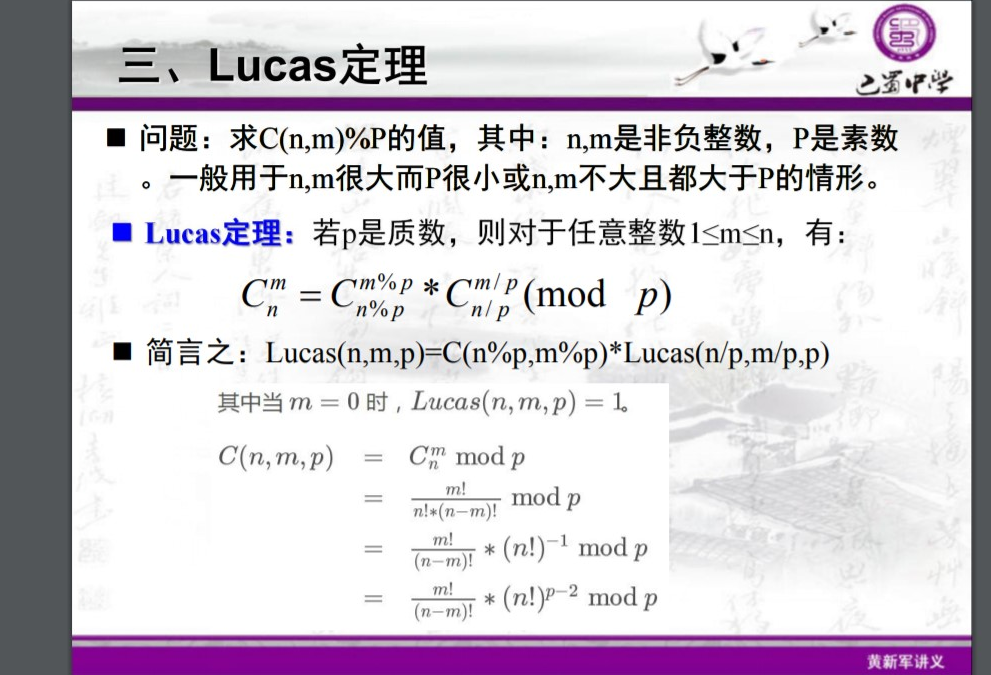 三、Lucas定理
巴蜀中学
■ 问题：求C(n,m)%P的值，其中：n,m是非负整数，P是素数
。一般用于n,m很大而P很小或n,m不大且都大于P的情形。
■ Lucas定理：若p是质数，则对于任意整数1≤m≤n，有：
C_n^m = C_{n%p}^{m%p} * C_{n/p}^{m/p} (mod p)
■ 简言之：Lucas(n,m,p)=C(n%p,m%p)*Lucas(n/p,m/p,p)
其中当 m = 0 时，Lucas(n, m, p) = 1。
C(n, m, p) = C_n^m mod p
= m!/(n!*(n−m)!) mod p
= m!/(n−m)! * (n!)^{−1} mod p
= m!/(n−m)! * (n!)^{p−2} mod p
黄新军讲义